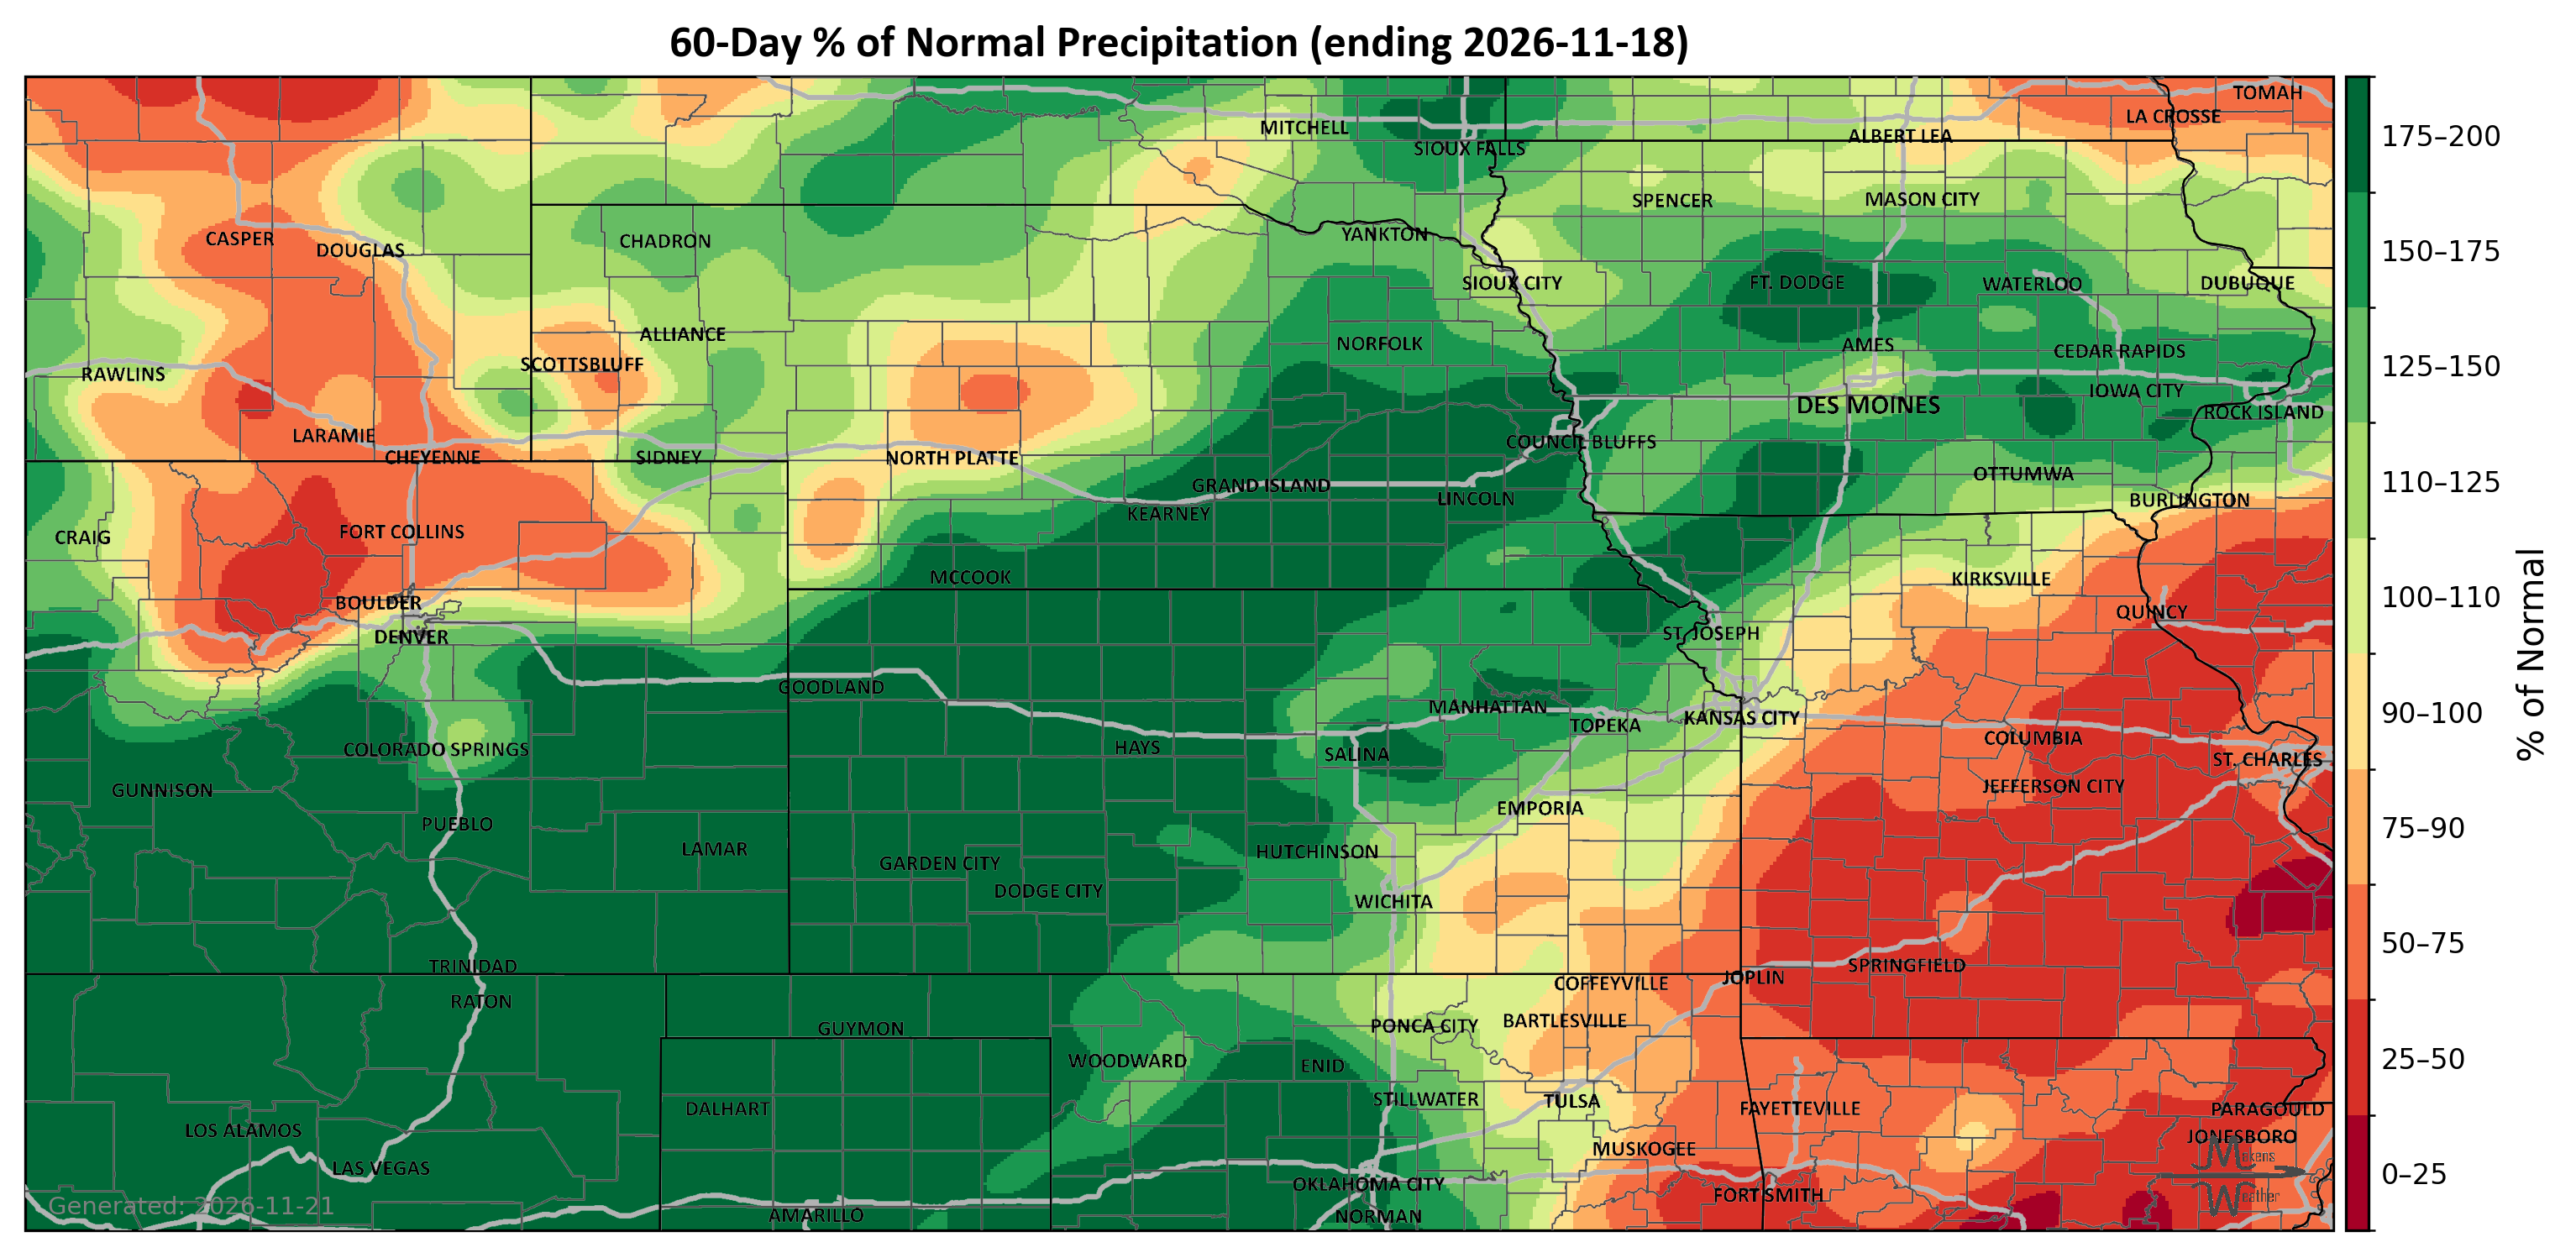 60-Day % of Normal Precipitation (ending 2026-11-18)
TOMAH
LA CROSSE
MITCHELL
ALBERT LEA
SIOUX FALLS
SPENCER
MASON CITY
CASPER
DOUGLAS
CHADRON
YANKTON
SIOUX CITY
FT. DODGE
WATERLOO
DUBUQUE
ALLIANCE
NORFOLK
AMES
CEDAR RAPIDS
SCOTTSBLUFF
RAWLINS
IOWA CITY
DES MOINES
ROCK ISLAND
LARAMIE
COUNCIL BLUFFS
CHEYENNE
SIDNEY
NORTH PLATTE
OTTUMWA
GRAND ISLAND
LINCOLN
BURLINGTON
KEARNEY
FORT COLLINS
CRAIG
MCCOOK
KIRKSVILLE
BOULDER
QUINCY
DENVER
ST. JOSEPH
GOODLAND
MANHATTAN
KANSAS CITY
TOPEKA
COLUMBIA
COLORADO SPRINGS
HAYS
SALINA
ST. CHARLES
GUNNISON
JEFFERSON CITY
EMPORIA
PUEBLO
LAMAR
HUTCHINSON
GARDEN CITY
DODGE CITY
WICHITA
TRINIDAD
SPRINGFIELD
JOPLIN
COFFEYVILLE
RATON
BARTLESVILLE
PONCA CITY
GUYMON
WOODWARD
ENID
STILLWATER
TULSA
DALHART
FAYETTEVILLE
PARAGOULD
LOS ALAMOS
JONESBORO
MUSKOGEE
Makens
LAS VEGAS
OKLAHOMA CITY
FORT SMITH
Weather
Generated: 2026-11-21
AMARILLO
NORMAN
175–200
150–175
125–150
110–125
100–110
90–100
75–90
50–75
25–50
0–25
% of Normal